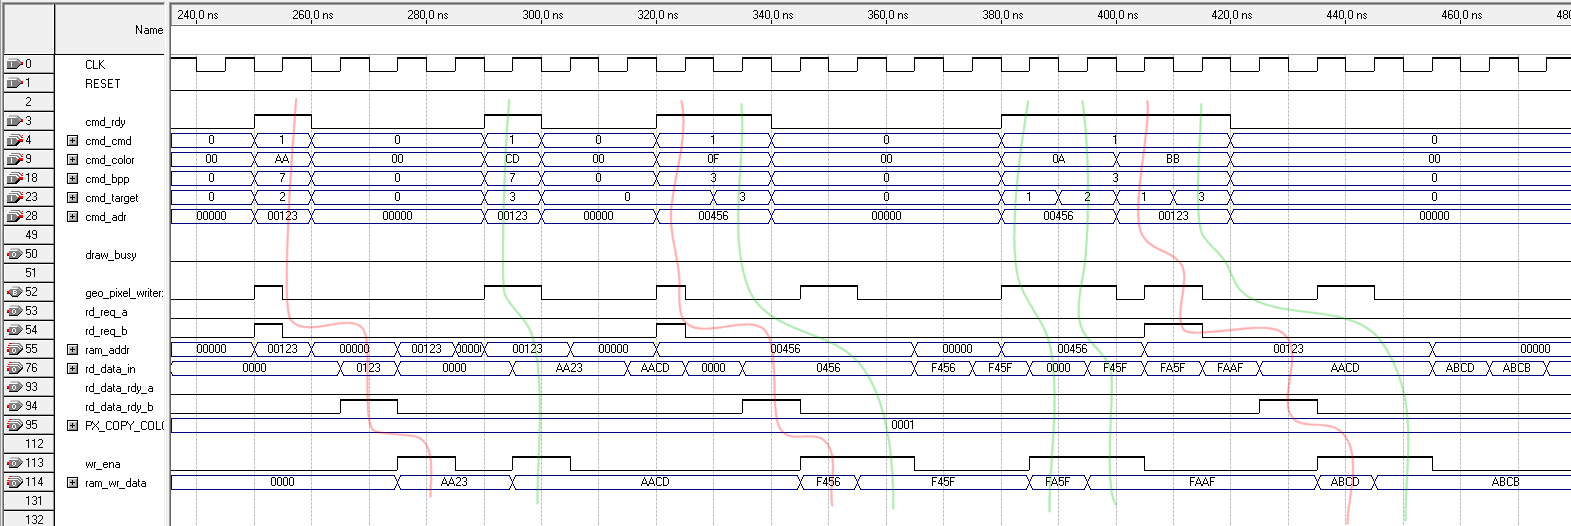 Name 240.0 ns 260.0 ns 280.0 ns 300.0 ns 320.0 ns 340.0 ns 360.0 ns 380.0 ns 400.0 ns 420.0 ns 440.0 ns 460.0 ns
0 CLK
1 RESET
2
3 cmd_rdy
4 cmd_cmd 0 1 0 1 0 1 0 1 0
9 cmd_color 00 AA 00 CD 00 0F 00 0A BB 00
18 cmd_bpp 0 7 0 7 0 3 0 3 0
23 cmd_target 0 2 0 3 0 3 0 1 2 1 3 0
28 cmd_adr 00000 00123 00000 00123 00000 00456 00000 00456 00123 00000
49
50 draw_busy
51
52 geo_pixel_writer:
53 rd_req_a
54 rd_req_b
55 ram_addr 00000 00123 00000 00123 0000 00123 00000 00456 00000 00456 00123 00000
76 rd_data_in 0000 0123 0000 AA23 AACD 0000 0456 F456 F45F 0000 F45F FA5F FAAF AACD ABCD ABCB
93 rd_data_rdy_a
94 rd_data_rdy_b
95 PX_COPY_COL 0001
112
113 wr_ena
114 ram_wr_data 0000 AA23 AACD F456 F45F FA5F FAAF ABCD ABCB
131
132